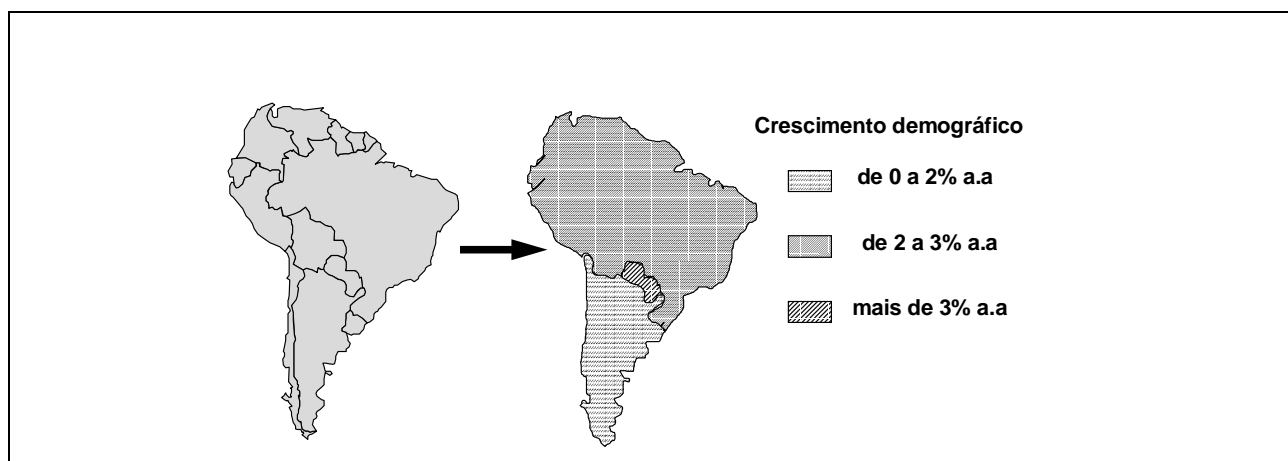 Crescimento demográfico
de 0 a 2% a.a
de 2 a 3% a.a
mais de 3% a.a